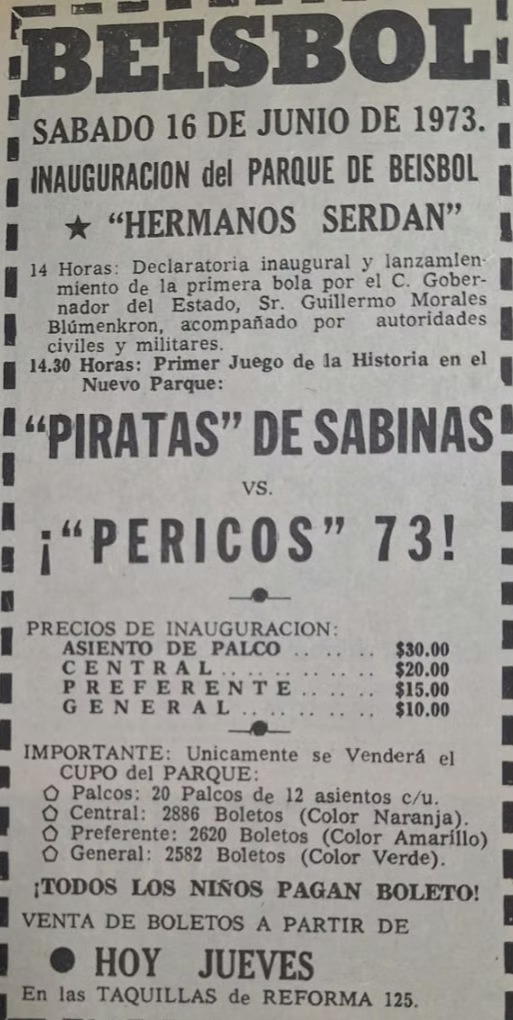 BEISBOL
SABADO 16 DE JUNIO DE 1973.
INAUGURACION del PARQUE DE BEISBOL
★ "HERMANOS SERDAN"
14 Horas: Declaratoria inaugural y lanzamien-
miento de la primera bola por el C. Gober-
nador del Estado, Sr. Guillermo Morales
Blúmenkron, acompañado por autoridades
civiles y militares.
14.30 Horas: Primer Juego de la Historia en el
Nuevo Parque:
"PIRATAS" DE SABINAS
VS.
¡"PERICOS" 73!
PRECIOS DE INAUGURACION:
ASIENTO DE PALCO .. .. .. $30.00
CENTRAL .. .. .. .. .. $20.00
PREFERENTE .. .. .. $15.00
GENERAL .. .. .. .. .. $10.00
IMPORTANTE: Unicamente se Venderá el
CUPO del PARQUE:
Palcos: 20 Palcos de 12 asientos c/u.
Central: 2886 Boletos (Color Naranja).
Preferente: 2620 Boletos (Color Amarillo)
General: 2582 Boletos (Color Verde).
¡TODOS LOS NIÑOS PAGAN BOLETO!
VENTA DE BOLETOS A PARTIR DE
● HOY JUEVES
En las TAQUILLAS de REFORMA 125.